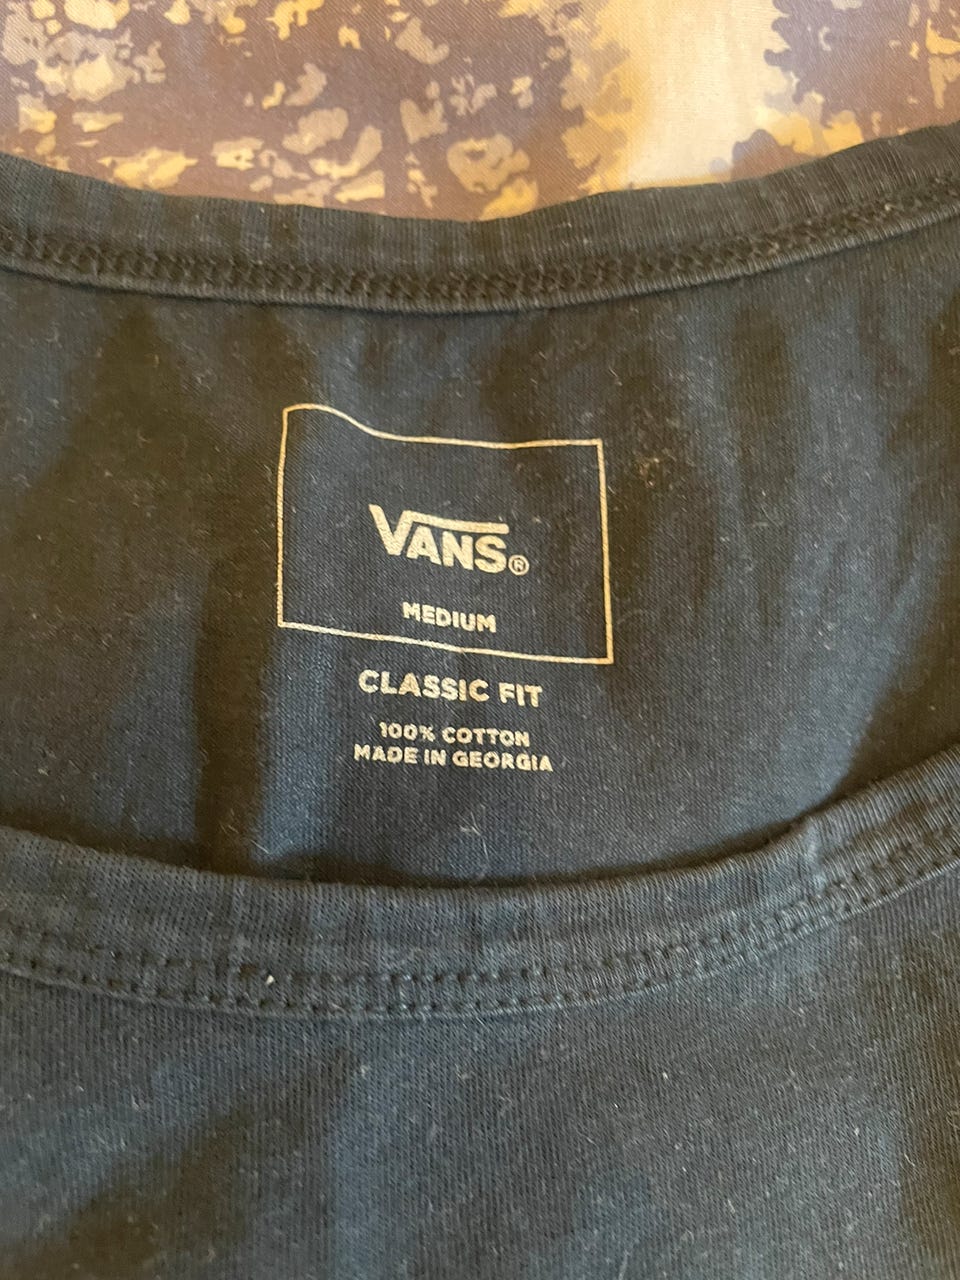 VANS®
MEDIUM
CLASSIC FIT
100% COTTON
MADE IN GEORGIA